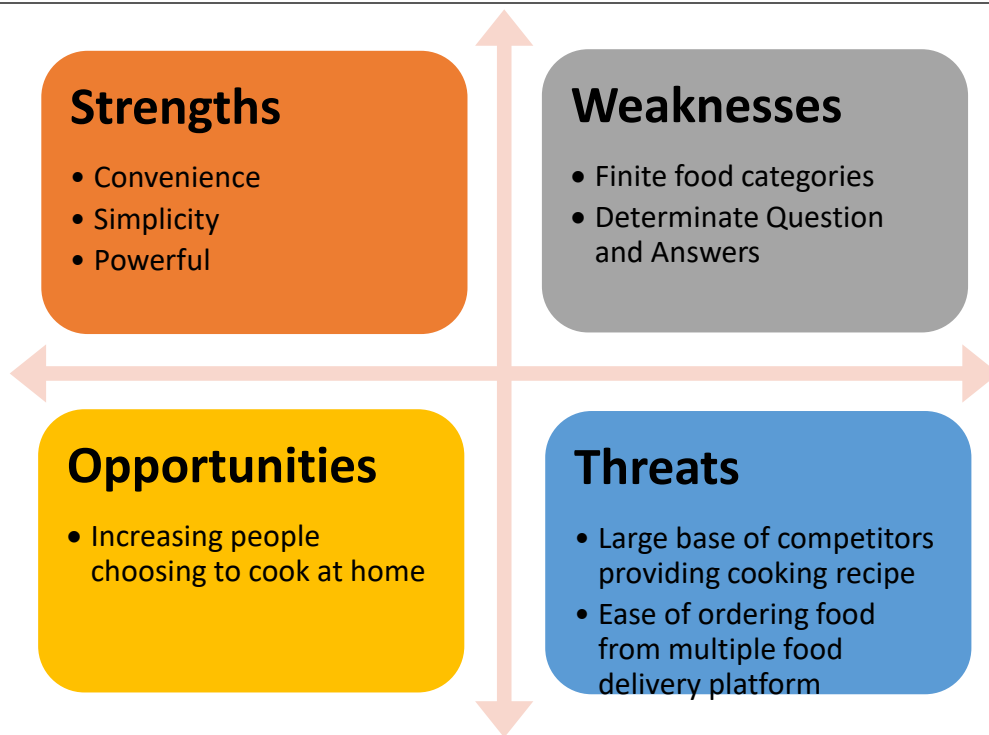 Strengths
• Convenience
• Simplicity
• Powerful
Weaknesses
• Finite food categories
• Determinate Question
and Answers
Opportunities
• Increasing people
choosing to cook at home
Threats
• Large base of competitors
providing cooking recipe
• Ease of ordering food
from multiple food
delivery platform